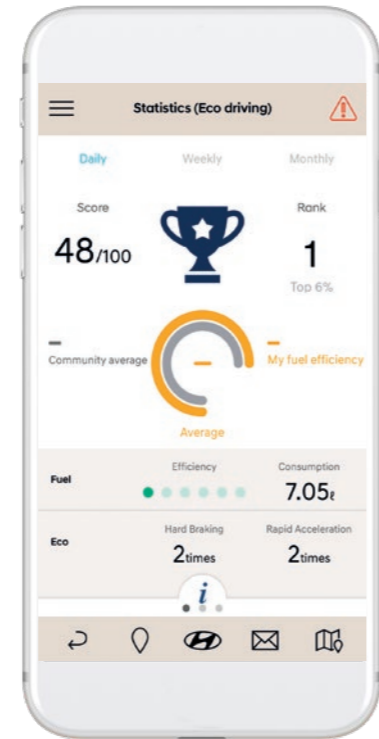 Statistics (Eco driving)
Daily Weekly Monthly
Score Rank
48/100 1
Top 6%
Community average My fuel efficiency
Average
Efficiency Consumption
Fuel 7.05ℓ
Hard Braking Rapid Acceleration
Eco 2times 2times
i